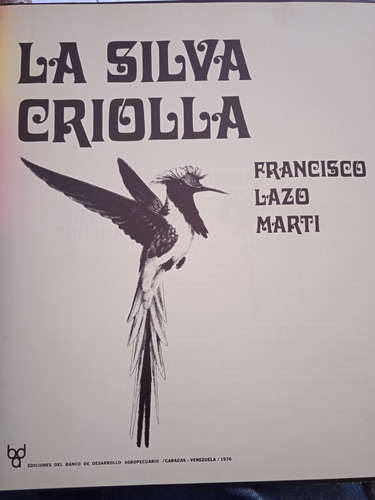 LA SILVA
CRIOLLA
FRANCISCO
LAZO
MARTI
bda
EDICIONES DEL BANCO DE DESARROLLO AGROPECUARIO /CARACAS - VENEZUELA / 1976